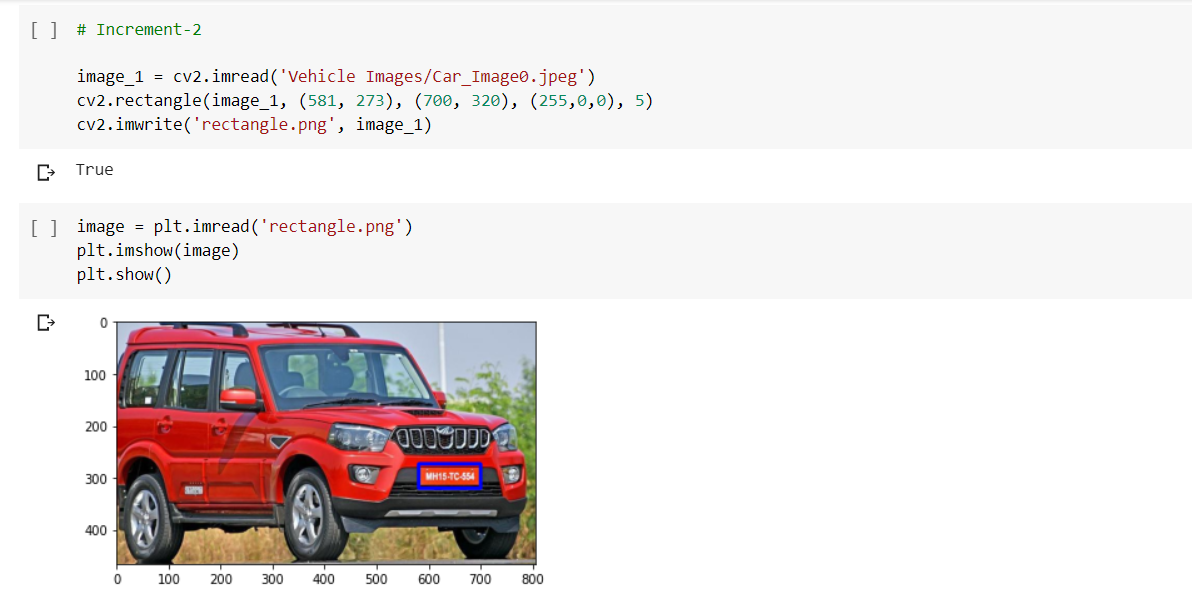 [ ] # Increment-2
image_1 = cv2.imread('Vehicle Images/Car_Image0.jpeg')
cv2.rectangle(image_1, (581, 273), (700, 320), (255,0,0), 5)
cv2.imwrite('rectangle.png', image_1)
True
[ ] image = plt.imread('rectangle.png')
plt.imshow(image)
plt.show()
0
100
200
300
400
MH15-TC-554
0 100 200 300 400 500 600 700 800